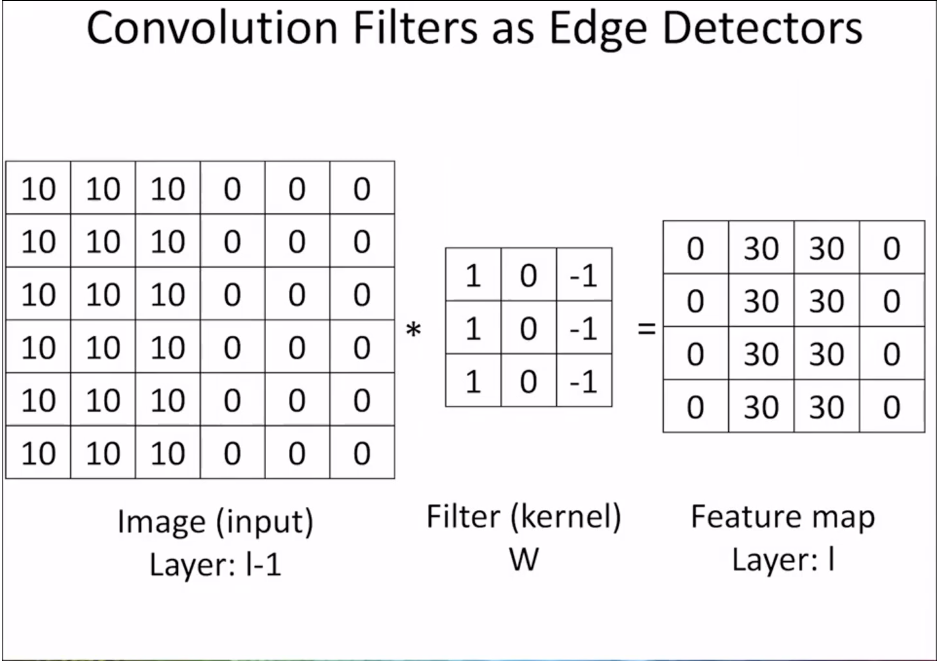 Convolution Filters as Edge Detectors
10 10 10 0 0 0
10 10 10 0 0 0
10 10 10 0 0 0
10 10 10 0 0 0
10 10 10 0 0 0
10 10 10 0 0 0
*
1 0 -1
1 0 -1
1 0 -1
=
0 30 30 0
0 30 30 0
0 30 30 0
0 30 30 0
Image (input)
Layer: l-1
Filter (kernel)
W
Feature map
Layer: l